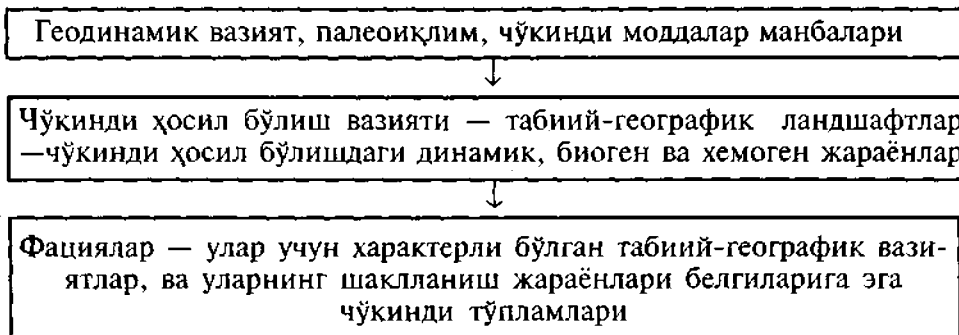 Геодинамик вазият, палеоиқлим, чўкинди моддалар манбалари
Чўкинди ҳосил бўлиш вазияти — табиий-географик ландшафтлар
—чўкинди ҳосил бўлишдаги динамик, биоген ва хемоген жараёнлар
Фациялар — улар учун характерли бўлган табиий-географик вази-
ятлар, ва уларнинг шаклланиш жараёнлари белгиларига эга
чўкинди тўпламлари